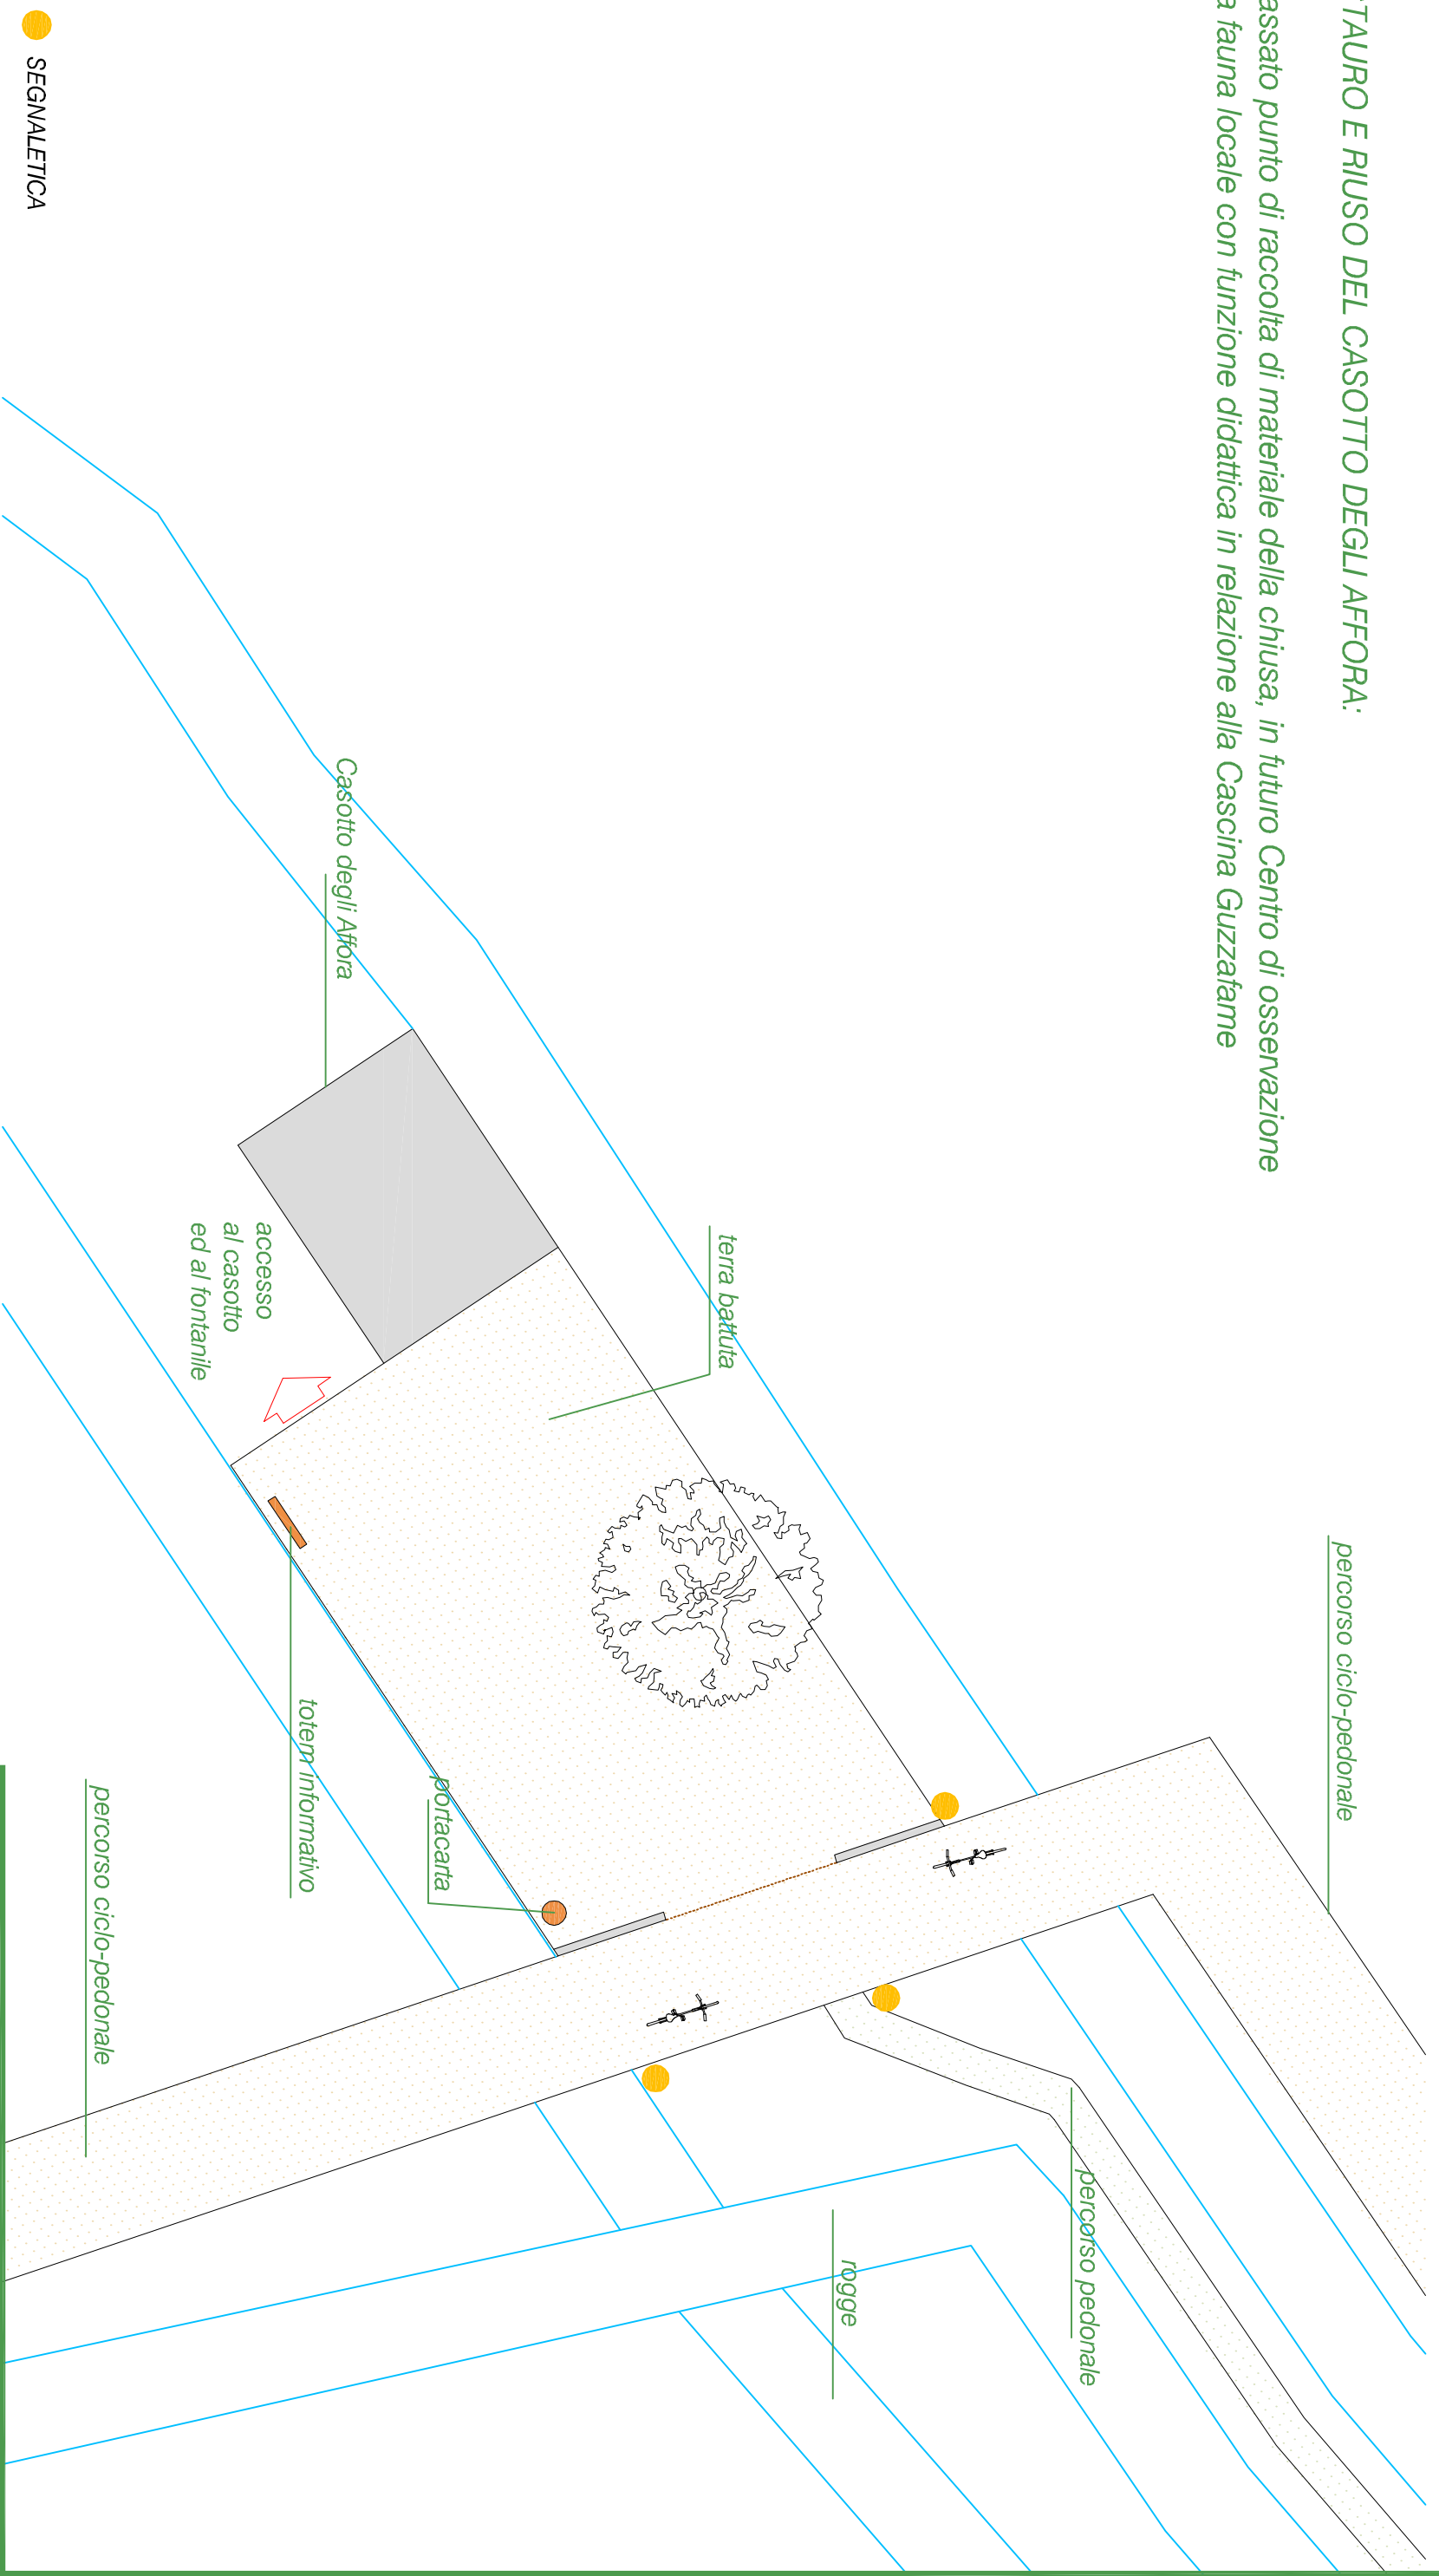 TAURO E RIUSO DEL CASOTTO DEGLI AFFORA:
assato punto di raccolta di materiale della chiusa, in futuro Centro di osservazione
a fauna locale con funzione didattica in relazione alla Cascina Guzzafame
percorso ciclo-pedonale
terra battuta
Casotto degli Affora
accesso
al casotto
ed al fontanile
percorso pedonale
rogge
portacarta
totem informativo
percorso ciclo-pedonale
SEGNALETICA